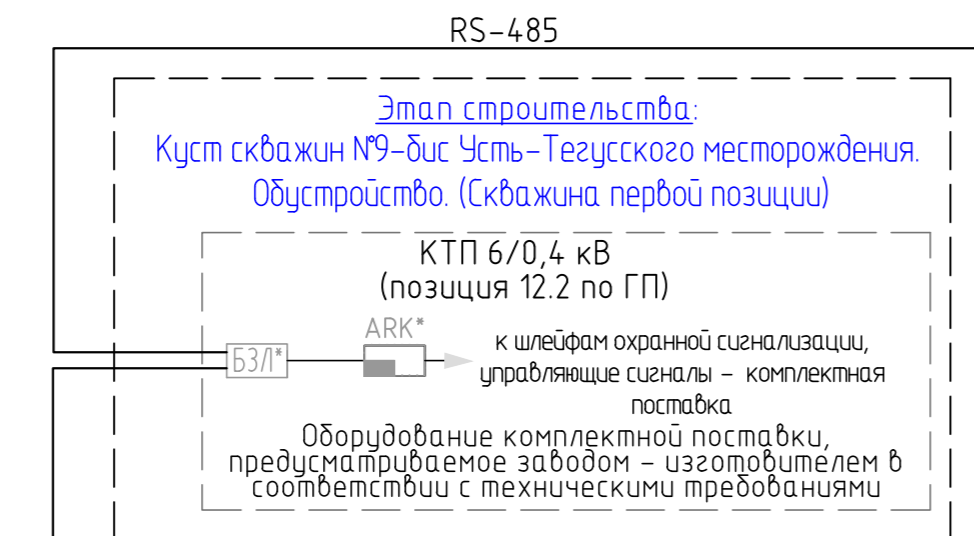 RS-485
Этап строительства:
Куст скважин №9-бис Усть-Тегусского месторождения.
Обустройство. (Скважина первой позиции)
КТП 6/0,4 кВ
(позиция 12.2 по ГП)
ARK*
БЗЛ*
к шлейфам охранной сигнализации,
управляющие сигналы - комплектная
поставка
Оборудование комплектной поставки,
предусматриваемое заводом - изготовителем в
соответствии с техническими требованиями